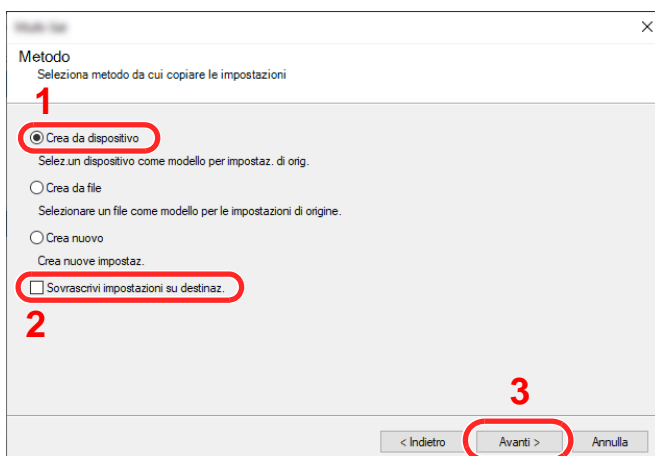 Metodo
Seleziona metodo da cui copiare le impostazioni
1
Crea da dispositivo
Selez.un dispositivo come modello per impostaz. di orig.
Crea da file
Selezionare un file come modello per le impostazioni di origine.
Crea nuovo
Crea nuove impostaz.
Sovrascrivi impostazioni su destinaz.
2
3
< Indietro Avanti > Annulla